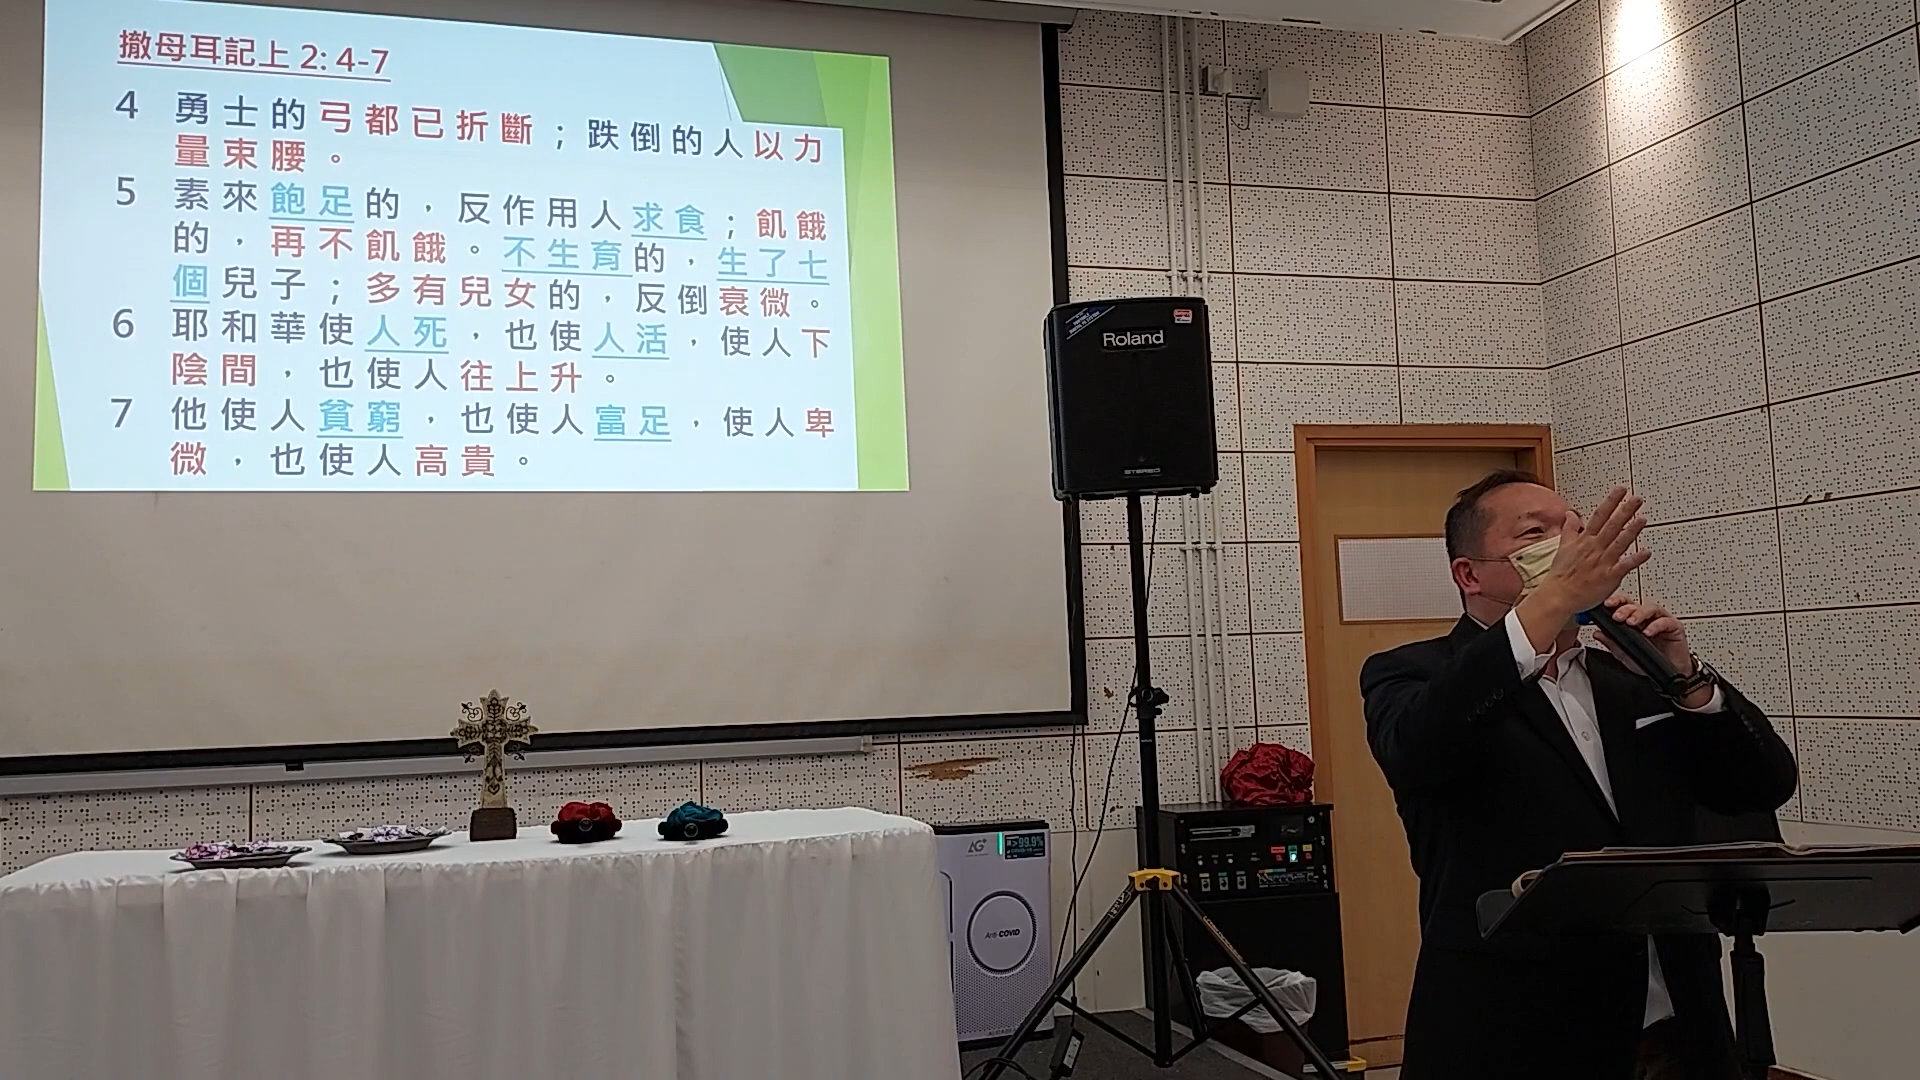 撒母耳記上 2: 4-7
4 勇士的弓都已折斷；跌倒的人以力
量束腰。
5 素來飽足的，反作用人求食；飢餓
的，再不飢餓。不生育的，生了七
個兒子；多有兒女的，反倒衰微。
6 耶和華使人死，也使人活，使人下
陰間，也使人往上升。
7 他使人貧窮，也使人富足，使人卑
微，也使人高貴。
Roland
STEREO
AG+
>99.9%
Anti-COVID